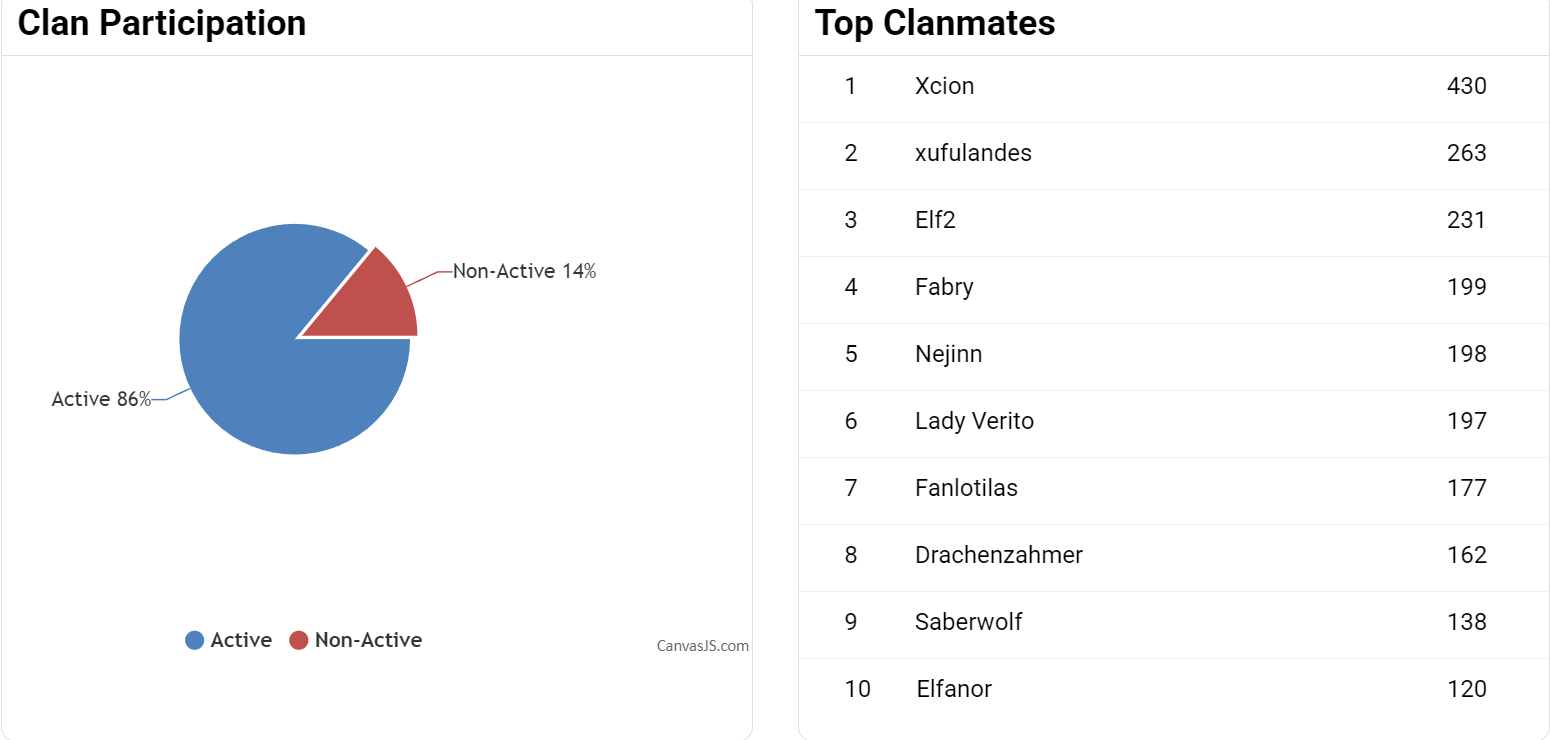 Clan Participation
Non-Active 14%
Active 86%
Active Non-Active
CanvasJS.com
Top Clanmates
1 Xcion 430
2 xufulandes 263
3 Elf2 231
4 Fabry 199
5 Nejinn 198
6 Lady Verito 197
7 Fanlotilas 177
8 Drachenzahmer 162
9 Saberwolf 138
10 Elfanor 120